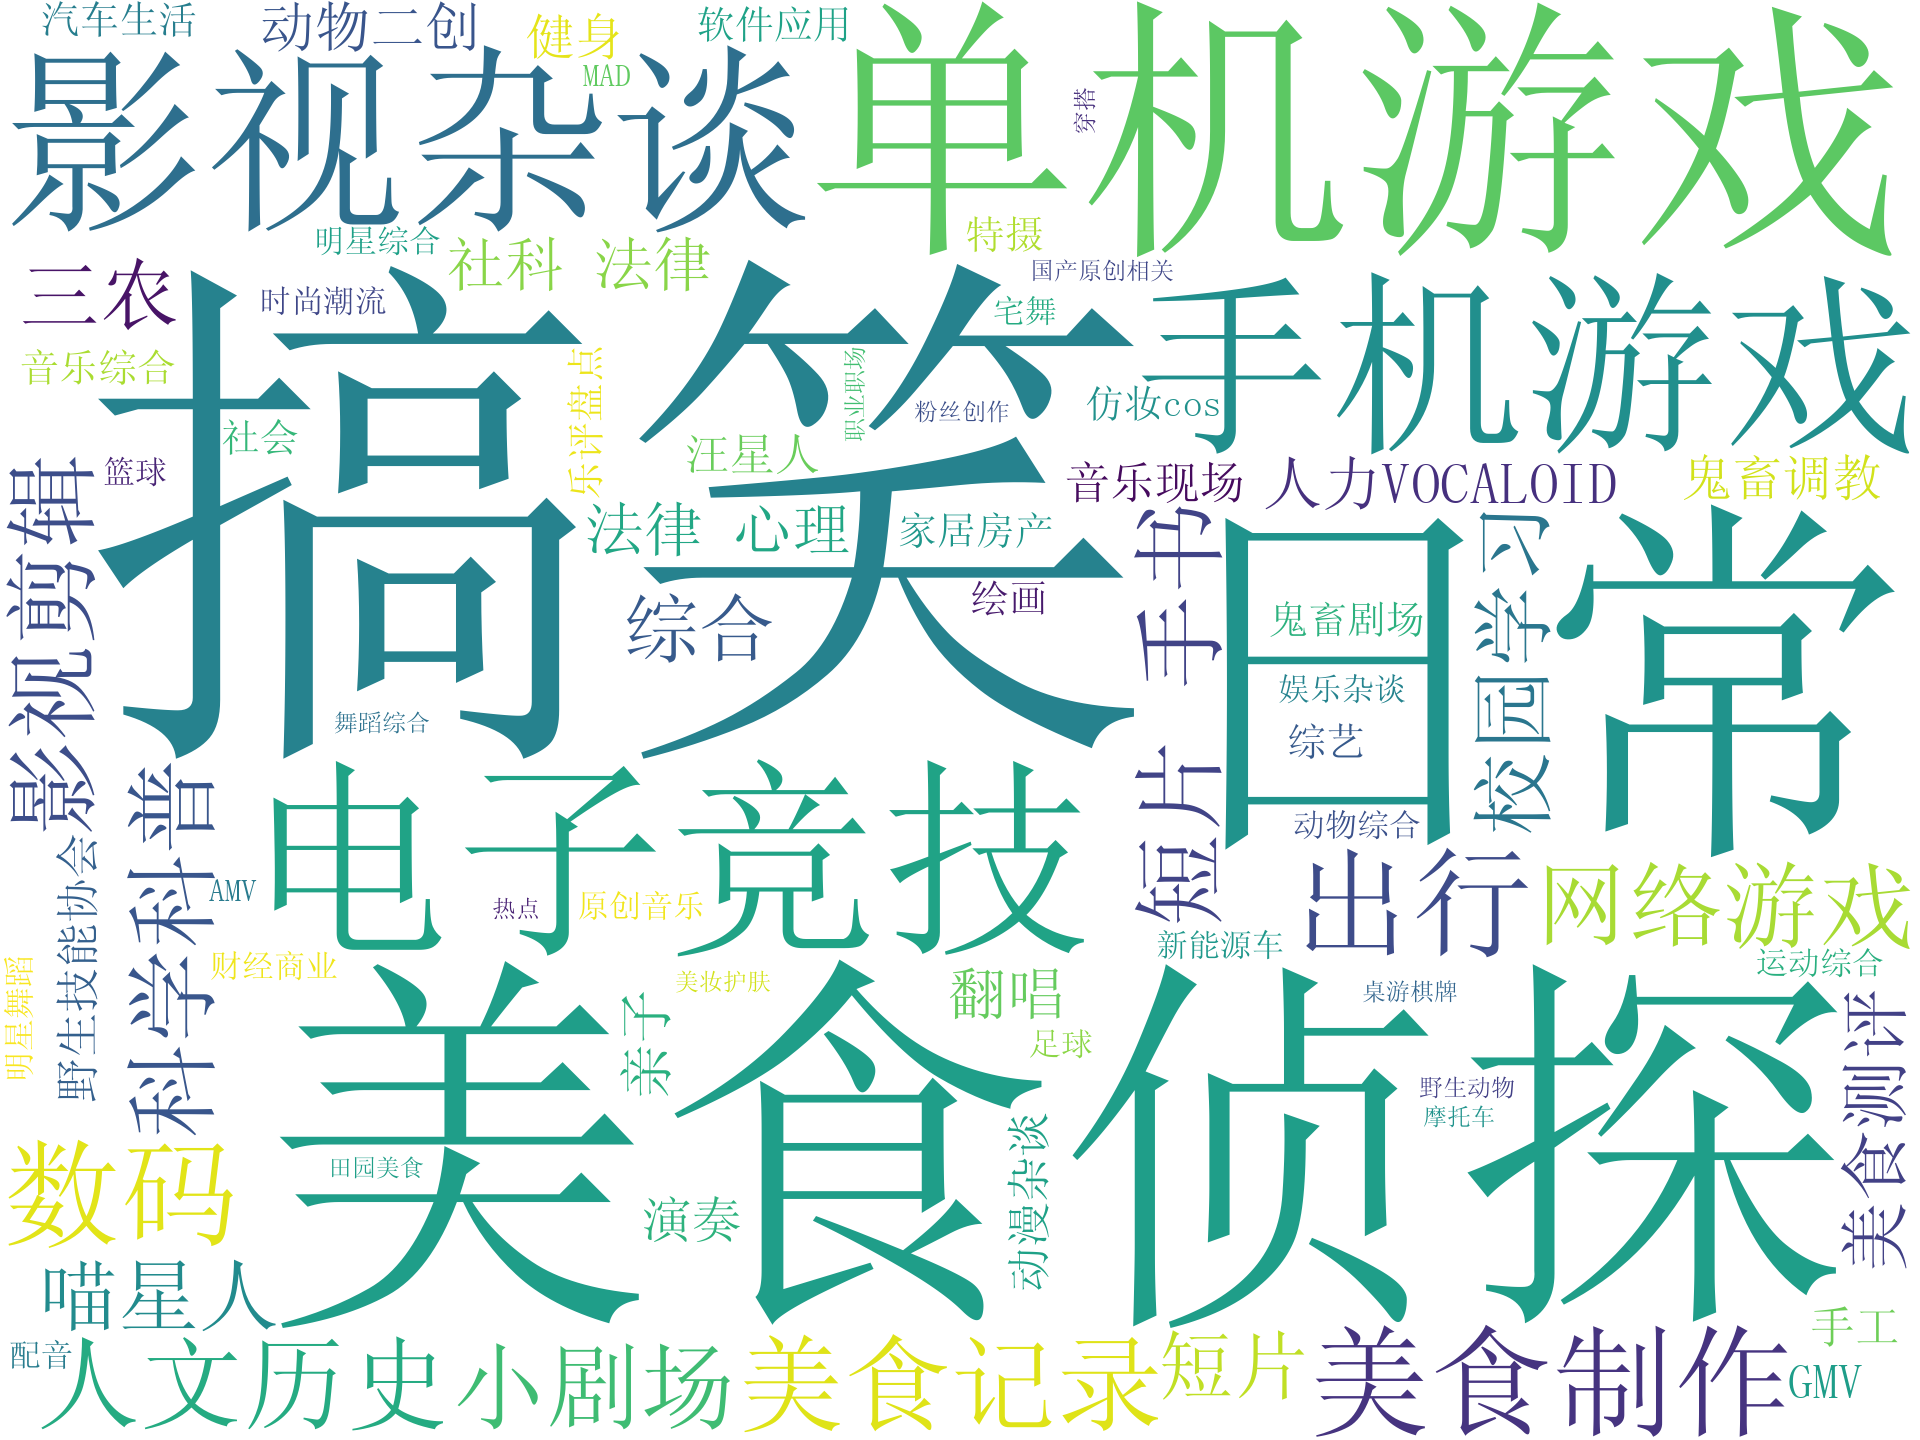 汽车生活
动物二创
健身
软件应用
MAD
影视杂谈
单机游戏
穿搭
明星综合
社科 法律
特摄
国产原创相关
三农
时尚潮流
宅舞
手机游戏
音乐综合
搞笑
乐评盘点
职业职场
粉丝创作
仿妆cos
社会
篮球
汪星人
音乐现场
人力VOCALOID
鬼畜调教
影视剪辑
法律 心理
家居房产
短片 手书
日常
校园学习
综合
绘画
鬼畜剧场
娱乐杂谈
综艺
舞蹈综合
科学科普
电子竞技
动物综合
出行
网络游戏
野生技能协会
AMV
热点
原创音乐
新能源车
运动综合
明星舞蹈
财经商业
美妆护肤
翻唱
桌游棋牌
足球
亲子
美食侦探
美食测评
野生动物
摩托车
数码
田园美食
演奏
动漫杂谈
喵星人
配音
人文历史
小剧场
美食记录
短片
美食制作
手工
GMV